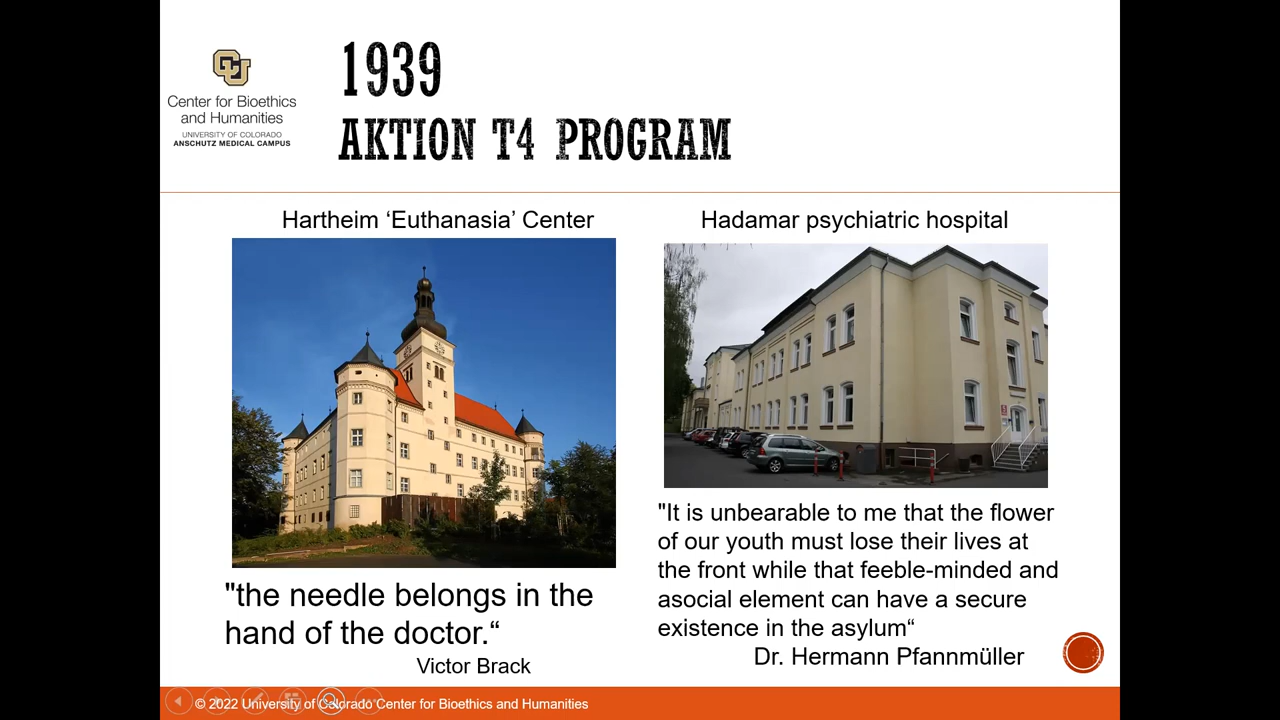 Center for Bioethics
and Humanities
UNIVERSITY OF COLORADO
ANSCHUTZ MEDICAL CAMPUS
1939
AKTION T4 PROGRAM
Hartheim ‘Euthanasia’ Center
"the needle belongs in the
hand of the doctor.“
Victor Brack
Hadamar psychiatric hospital
"It is unbearable to me that the flower
of our youth must lose their lives at
the front while that feeble-minded and
asocial element can have a secure
existence in the asylum“
Dr. Hermann Pfannmüller
© 2022 University of Colorado Center for Bioethics and Humanities